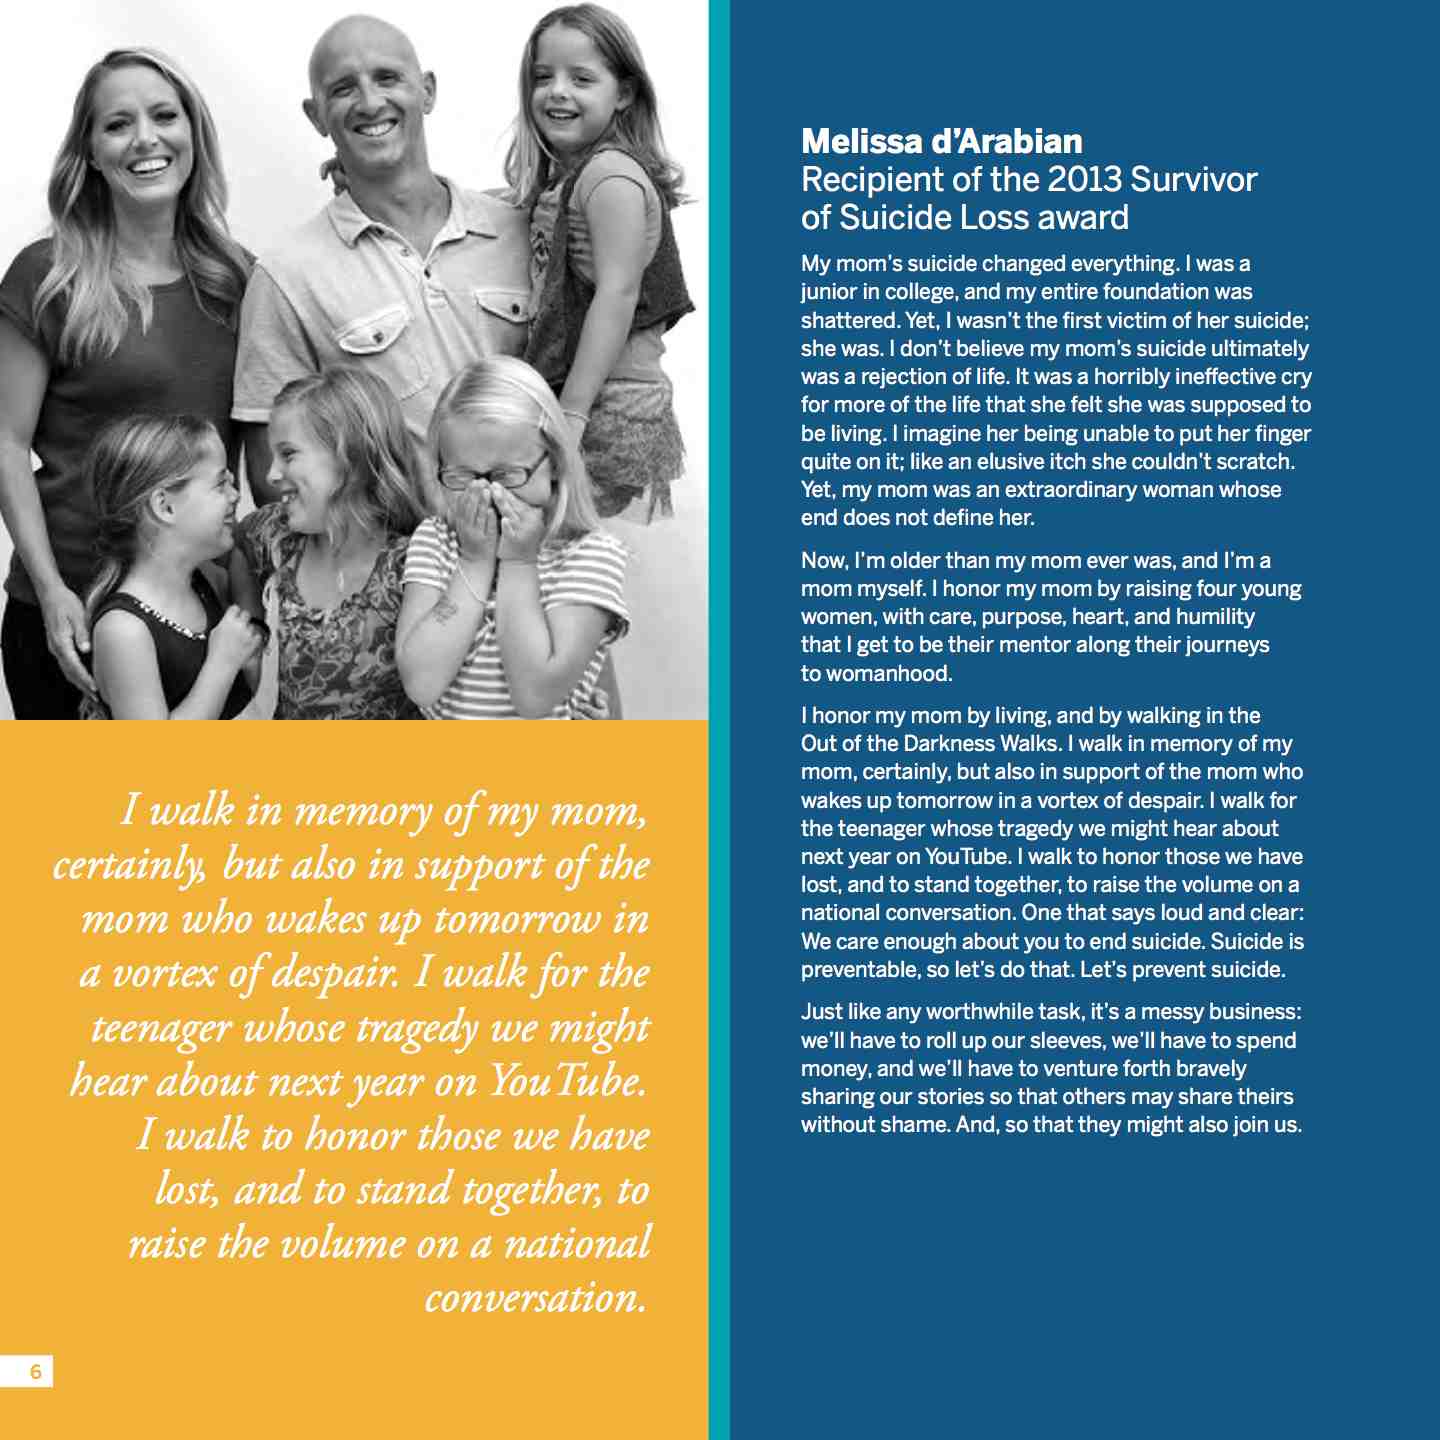 I walk in memory of my mom,
certainly, but also in support of the
mom who wakes up tomorrow in
a vortex of despair. I walk for the
teenager whose tragedy we might
hear about next year on YouTube.
I walk to honor those we have
lost, and to stand together, to
raise the volume on a national
conversation.
6
Melissa d’Arabian
Recipient of the 2013 Survivor
of Suicide Loss award
My mom’s suicide changed everything. I was a
junior in college, and my entire foundation was
shattered. Yet, I wasn’t the first victim of her suicide;
she was. I don’t believe my mom’s suicide ultimately
was a rejection of life. It was a horribly ineffective cry
for more of the life that she felt she was supposed to
be living. I imagine her being unable to put her finger
quite on it; like an elusive itch she couldn’t scratch.
Yet, my mom was an extraordinary woman whose
end does not define her.
Now, I’m older than my mom ever was, and I’m a
mom myself. I honor my mom by raising four young
women, with care, purpose, heart, and humility
that I get to be their mentor along their journeys
to womanhood.
I honor my mom by living, and by walking in the
Out of the Darkness Walks. I walk in memory of my
mom, certainly, but also in support of the mom who
wakes up tomorrow in a vortex of despair. I walk for
the teenager whose tragedy we might hear about
next year on YouTube. I walk to honor those we have
lost, and to stand together, to raise the volume on a
national conversation. One that says loud and clear:
We care enough about you to end suicide. Suicide is
preventable, so let’s do that. Let’s prevent suicide.
Just like any worthwhile task, it’s a messy business:
we’ll have to roll up our sleeves, we’ll have to spend
money, and we’ll have to venture forth bravely
sharing our stories so that others may share theirs
without shame. And, so that they might also join us.